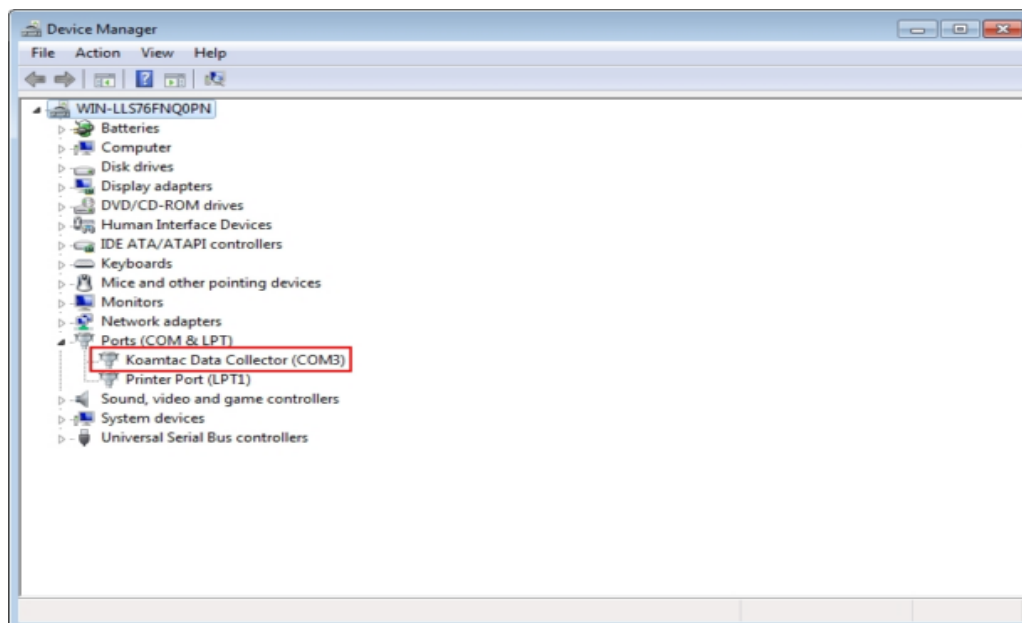 Device Manager
File Action View Help
WIN-LLS76FNQ0PN
Batteries
Computer
Disk drives
Display adapters
DVD/CD-ROM drives
Human Interface Devices
IDE ATA/ATAPI controllers
Keyboards
Mice and other pointing devices
Monitors
Network adapters
Ports (COM & LPT)
Koamtac Data Collector (COM3)
Printer Port (LPT1)
Sound, video and game controllers
System devices
Universal Serial Bus controllers